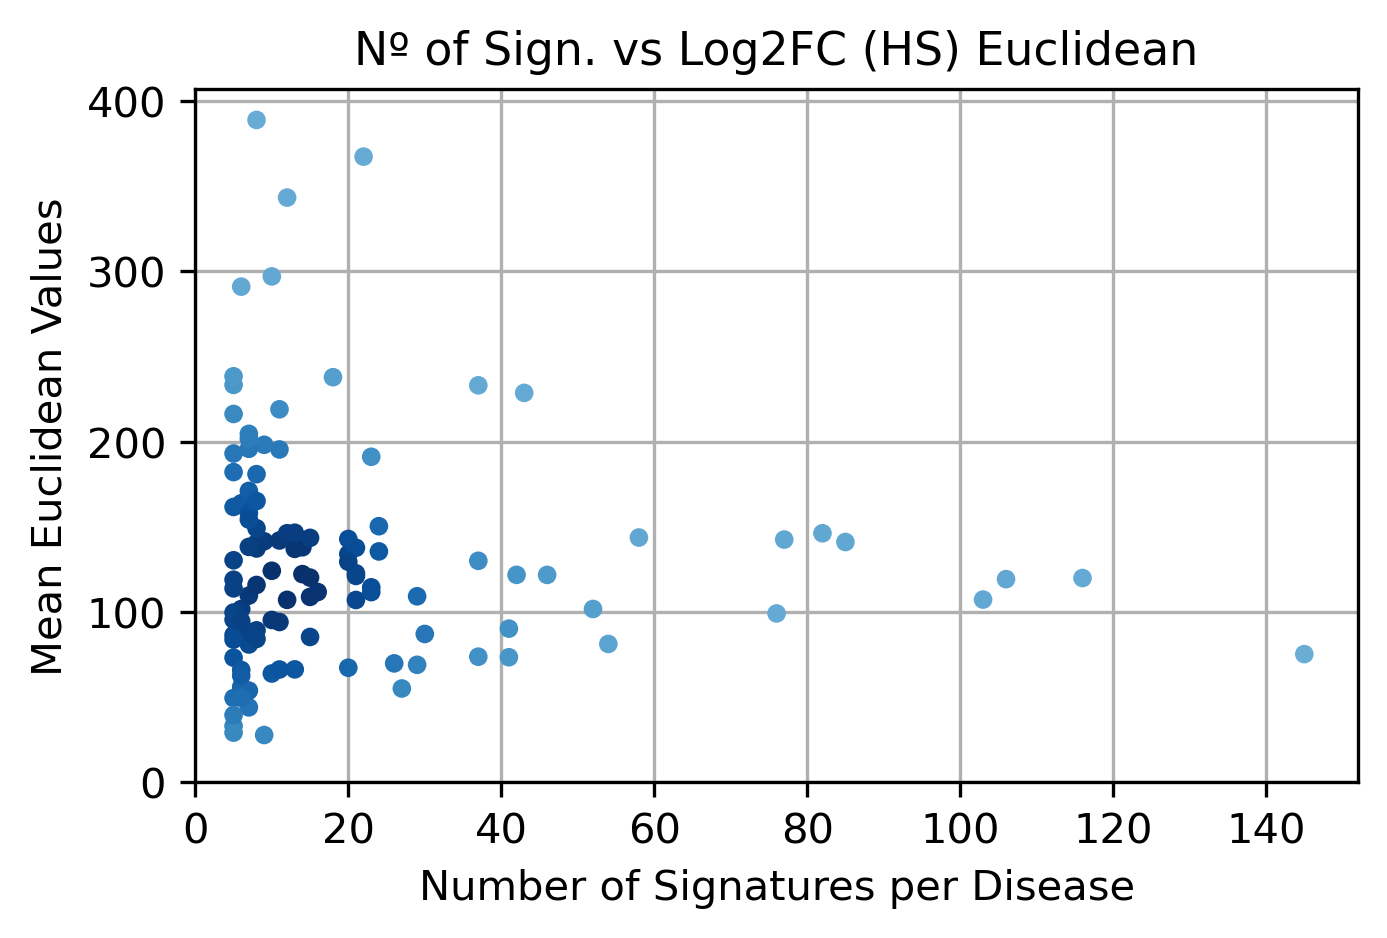 Nº of Sign. vs Log2FC (HS) Euclidean
400
300
200
100
0
Mean Euclidean Values
0 20 40 60 80 100 120 140
Number of Signatures per Disease